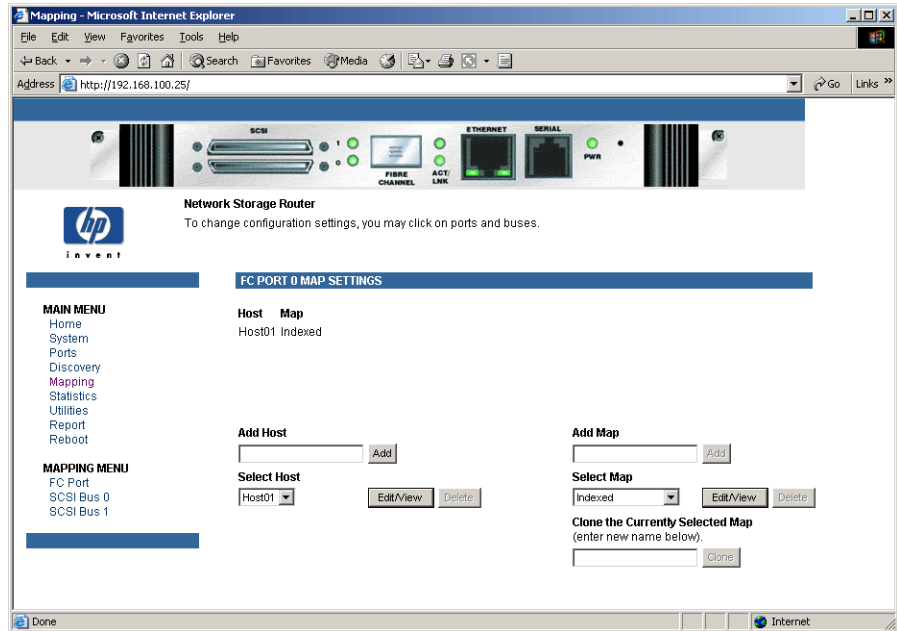 Mapping - Microsoft Internet Explorer
File Edit View Favorites Tools Help
Back Search Favorites Media
Address http://192.168.100.25/ Go Links »
SCSI 1 0 FIBRE CHANNEL ACT/ LNK ETHERNET SERIAL PWR
hp
invent
Network Storage Router
To change configuration settings, you may click on ports and buses.
FC PORT 0 MAP SETTINGS
MAIN MENU
Home
System
Ports
Discovery
Mapping
Statistics
Utilities
Report
Reboot
MAPPING MENU
FC Port
SCSI Bus 0
SCSI Bus 1
Host Map
Host01 Indexed
Add Host
Add
Select Host
Host01 Edit/View Delete
Add Map
Add
Select Map
Indexed Edit/View Delete
Clone the Currently Selected Map
(enter new name below).
Clone
Done Internet